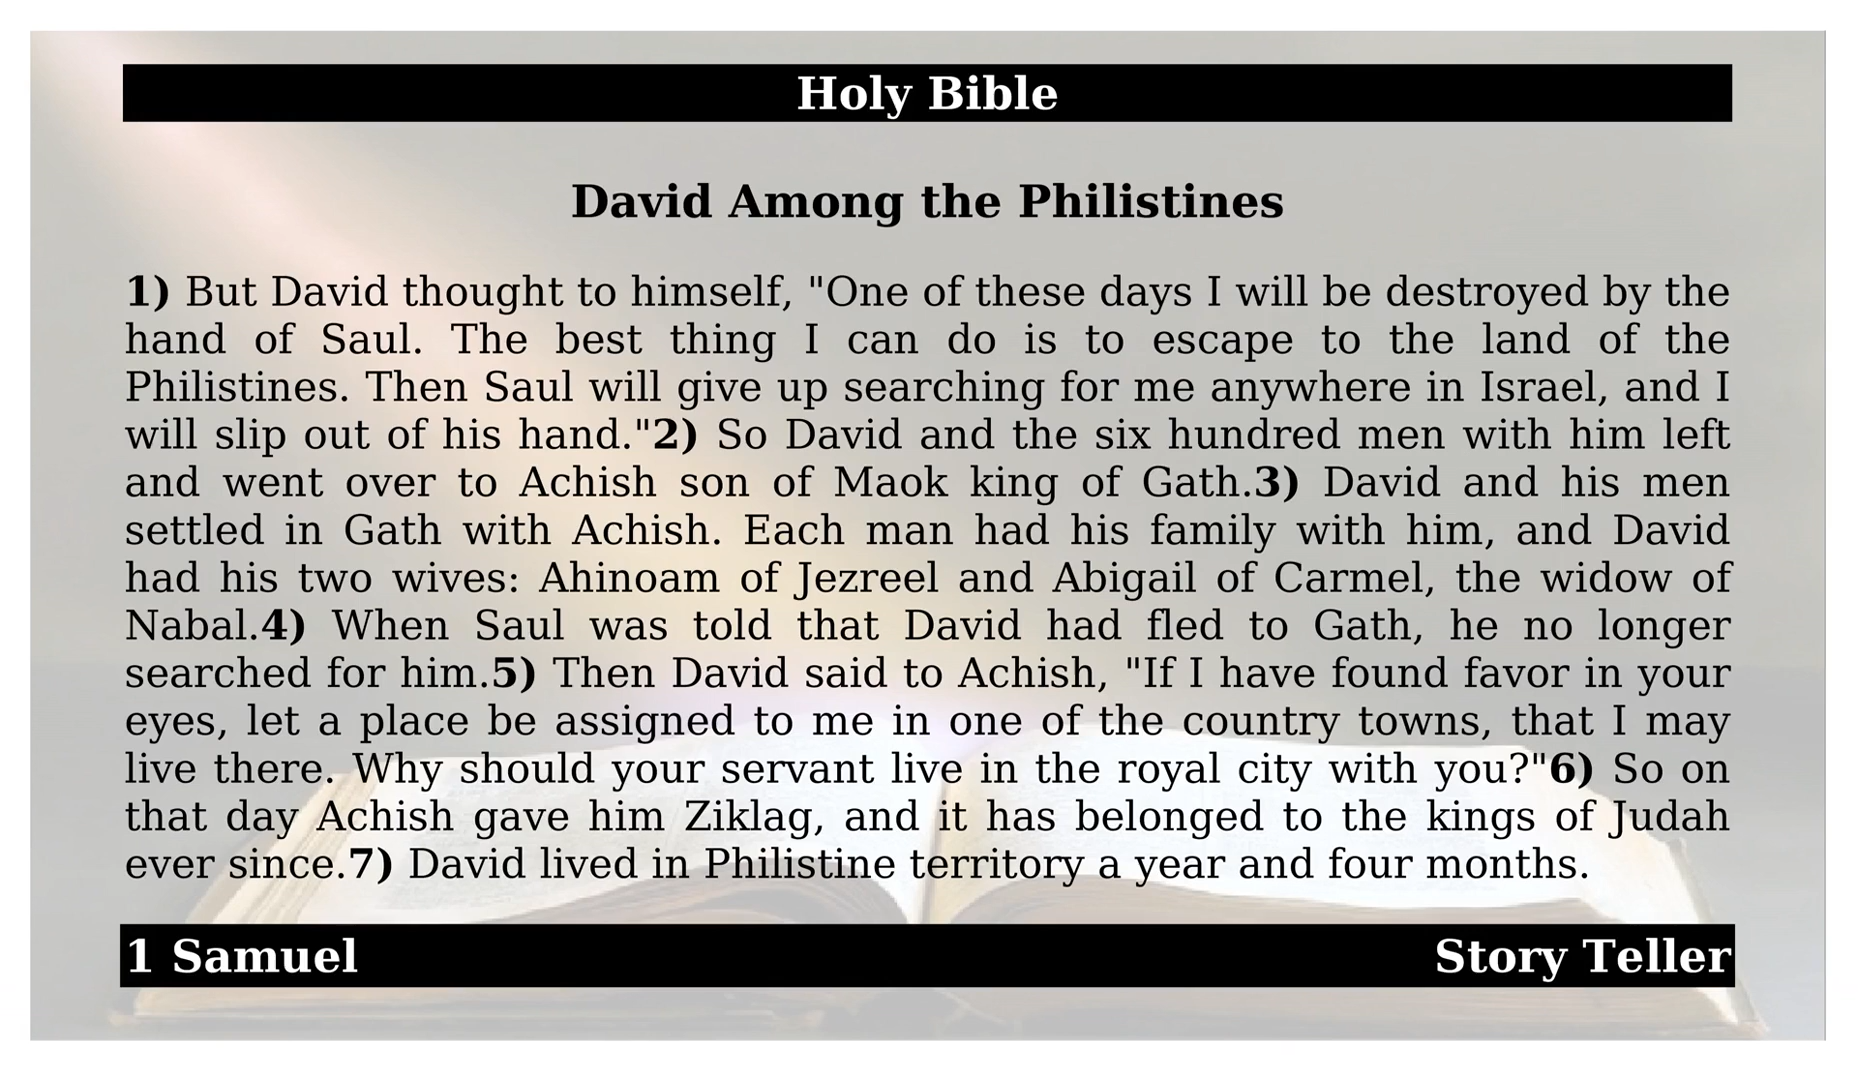 Holy Bible
David Among the Philistines
1) But David thought to himself, "One of these days I will be destroyed by the
hand of Saul. The best thing I can do is to escape to the land of the
Philistines. Then Saul will give up searching for me anywhere in Israel, and I
will slip out of his hand."2) So David and the six hundred men with him left
and went over to Achish son of Maok king of Gath.3) David and his men
settled in Gath with Achish. Each man had his family with him, and David
had his two wives: Ahinoam of Jezreel and Abigail of Carmel, the widow of
Nabal.4) When Saul was told that David had fled to Gath, he no longer
searched for him.5) Then David said to Achish, "If I have found favor in your
eyes, let a place be assigned to me in one of the country towns, that I may
live there. Why should your servant live in the royal city with you?"6) So on
that day Achish gave him Ziklag, and it has belonged to the kings of Judah
ever since.7) David lived in Philistine territory a year and four months.
1 Samuel Story Teller